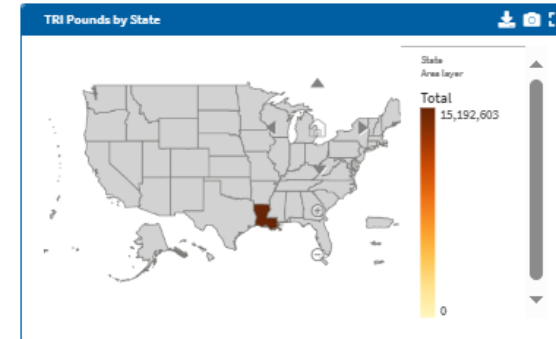 TRI Pounds by State
State
Area layer
Total
15,192,603
0